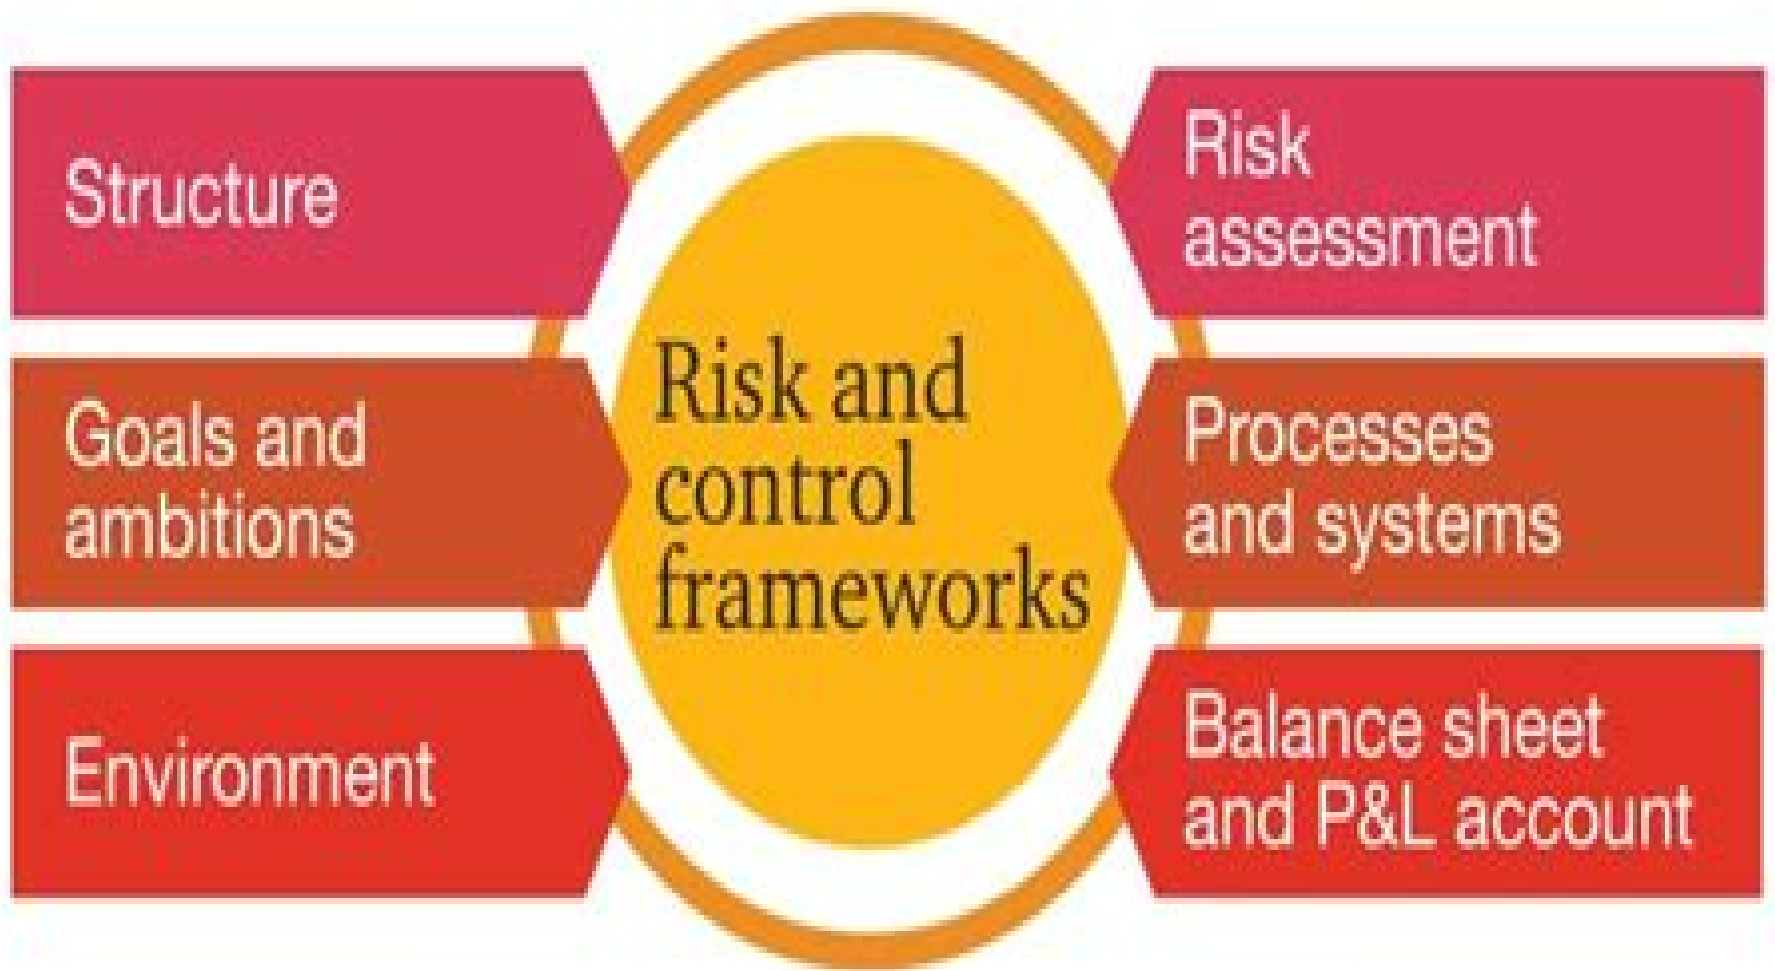 Structure
Goals and
ambitions
Environment
Risk and
control
frameworks
Risk
assessment
Processes
and systems
Balance sheet
and P&L account